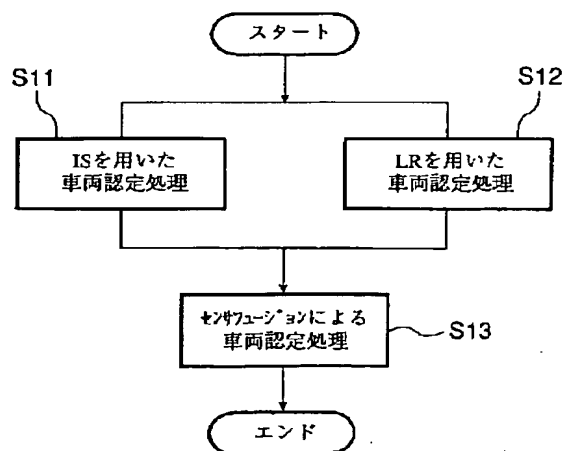 スタート
S11
S12
ISを用いた
車両認定処理
LRを用いた
車両認定処理
センサフュージョンによる
車両認定処理
S13
エンド